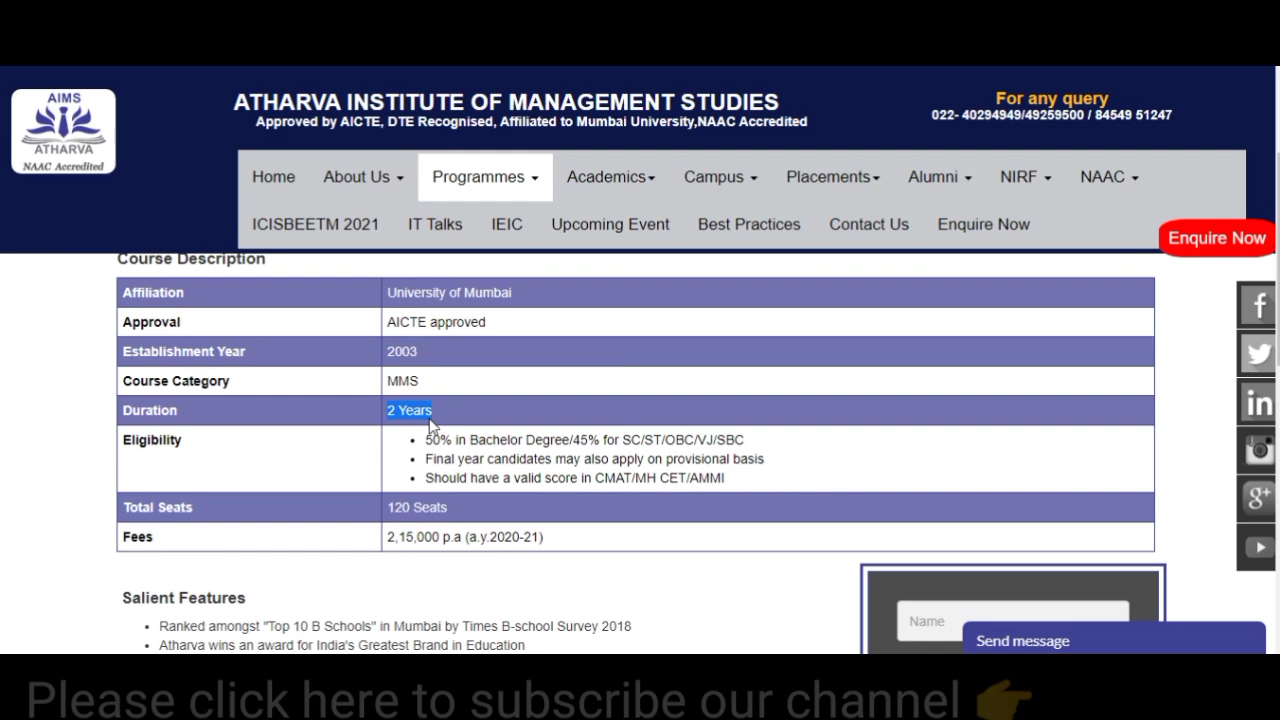 AIMS
ATHARVA
NAAC Accredited
ATHARVA INSTITUTE OF MANAGEMENT STUDIES
Approved by AICTE, DTE Recognised, Affiliated to Mumbai University,NAAC Accredited
For any query
022- 40294949/49259500 / 84549 51247
Home About Us Programmes Academics Campus Placements Alumni NIRF NAAC
ICISBEETM 2021 IT Talks IEIC Upcoming Event Best Practices Contact Us Enquire Now
Enquire Now
Course Description
Affiliation University of Mumbai
Approval AICTE approved
Establishment Year 2003
Course Category MMS
Duration 2 Years
Eligibility • 50% in Bachelor Degree/45% for SC/ST/OBC/VJ/SBC
• Final year candidates may also apply on provisional basis
• Should have a valid score in CMAT/MH CET/AMMI
Total Seats 120 Seats
Fees 2,15,000 p.a (a.y.2020-21)
f
in
g+
Salient Features
• Ranked amongst "Top 10 B Schools" in Mumbai by Times B-school Survey 2018
• Atharva wins an award for India's Greatest Brand in Education
Name
Send message
Please click here to subscribe our channel 👉